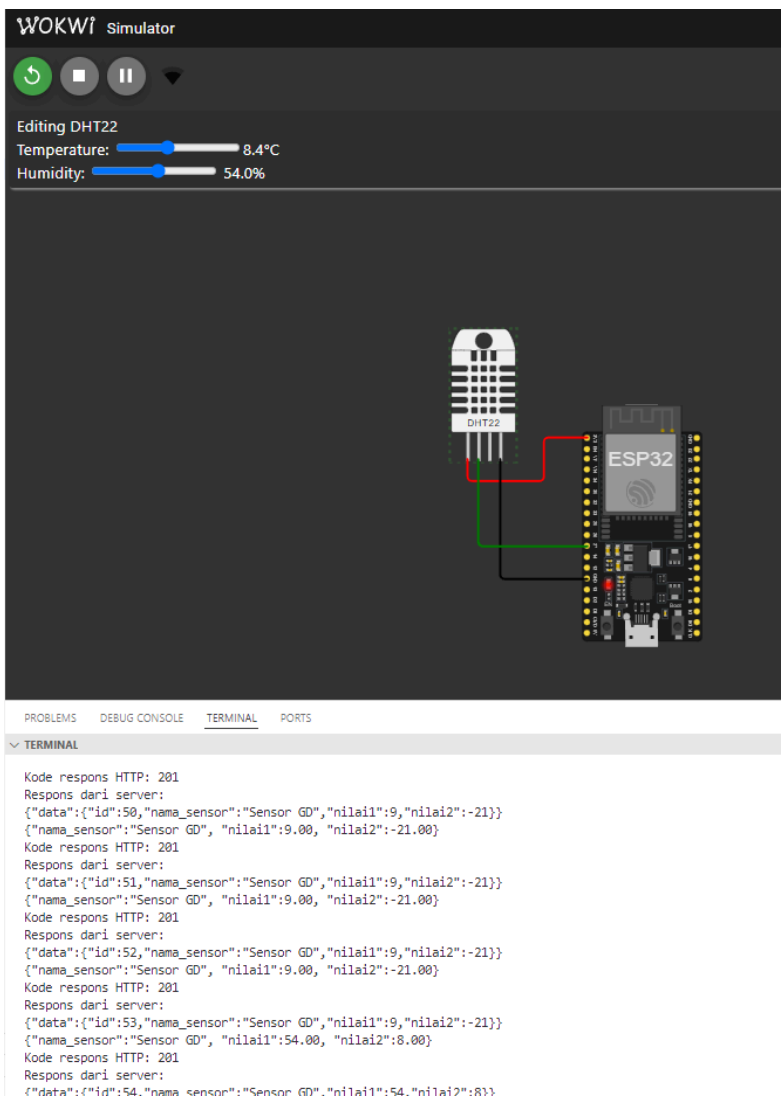 WOKWi Simulator
Editing DHT22
Temperature: 8.4°C
Humidity: 54.0%
DHT22
ESP32
PROBLEMS DEBUG CONSOLE TERMINAL PORTS
TERMINAL
Kode respons HTTP: 201
Respons dari server:
{"data":{"id":50,"nama_sensor":"Sensor GD","nilai1":9,"nilai2":-21}}
{"nama_sensor":"Sensor GD", "nilai1":9.00, "nilai2":-21.00}
Kode respons HTTP: 201
Respons dari server:
{"data":{"id":51,"nama_sensor":"Sensor GD","nilai1":9,"nilai2":-21}}
{"nama_sensor":"Sensor GD", "nilai1":9.00, "nilai2":-21.00}
Kode respons HTTP: 201
Respons dari server:
{"data":{"id":52,"nama_sensor":"Sensor GD","nilai1":9,"nilai2":-21}}
{"nama_sensor":"Sensor GD", "nilai1":9.00, "nilai2":-21.00}
Kode respons HTTP: 201
Respons dari server:
{"data":{"id":53,"nama_sensor":"Sensor GD","nilai1":9,"nilai2":-21}}
{"nama_sensor":"Sensor GD", "nilai1":54.00, "nilai2":8.00}
Kode respons HTTP: 201
Respons dari server:
{"data":{"id":54,"nama_sensor":"Sensor GD","nilai1":54,"nilai2":8}}